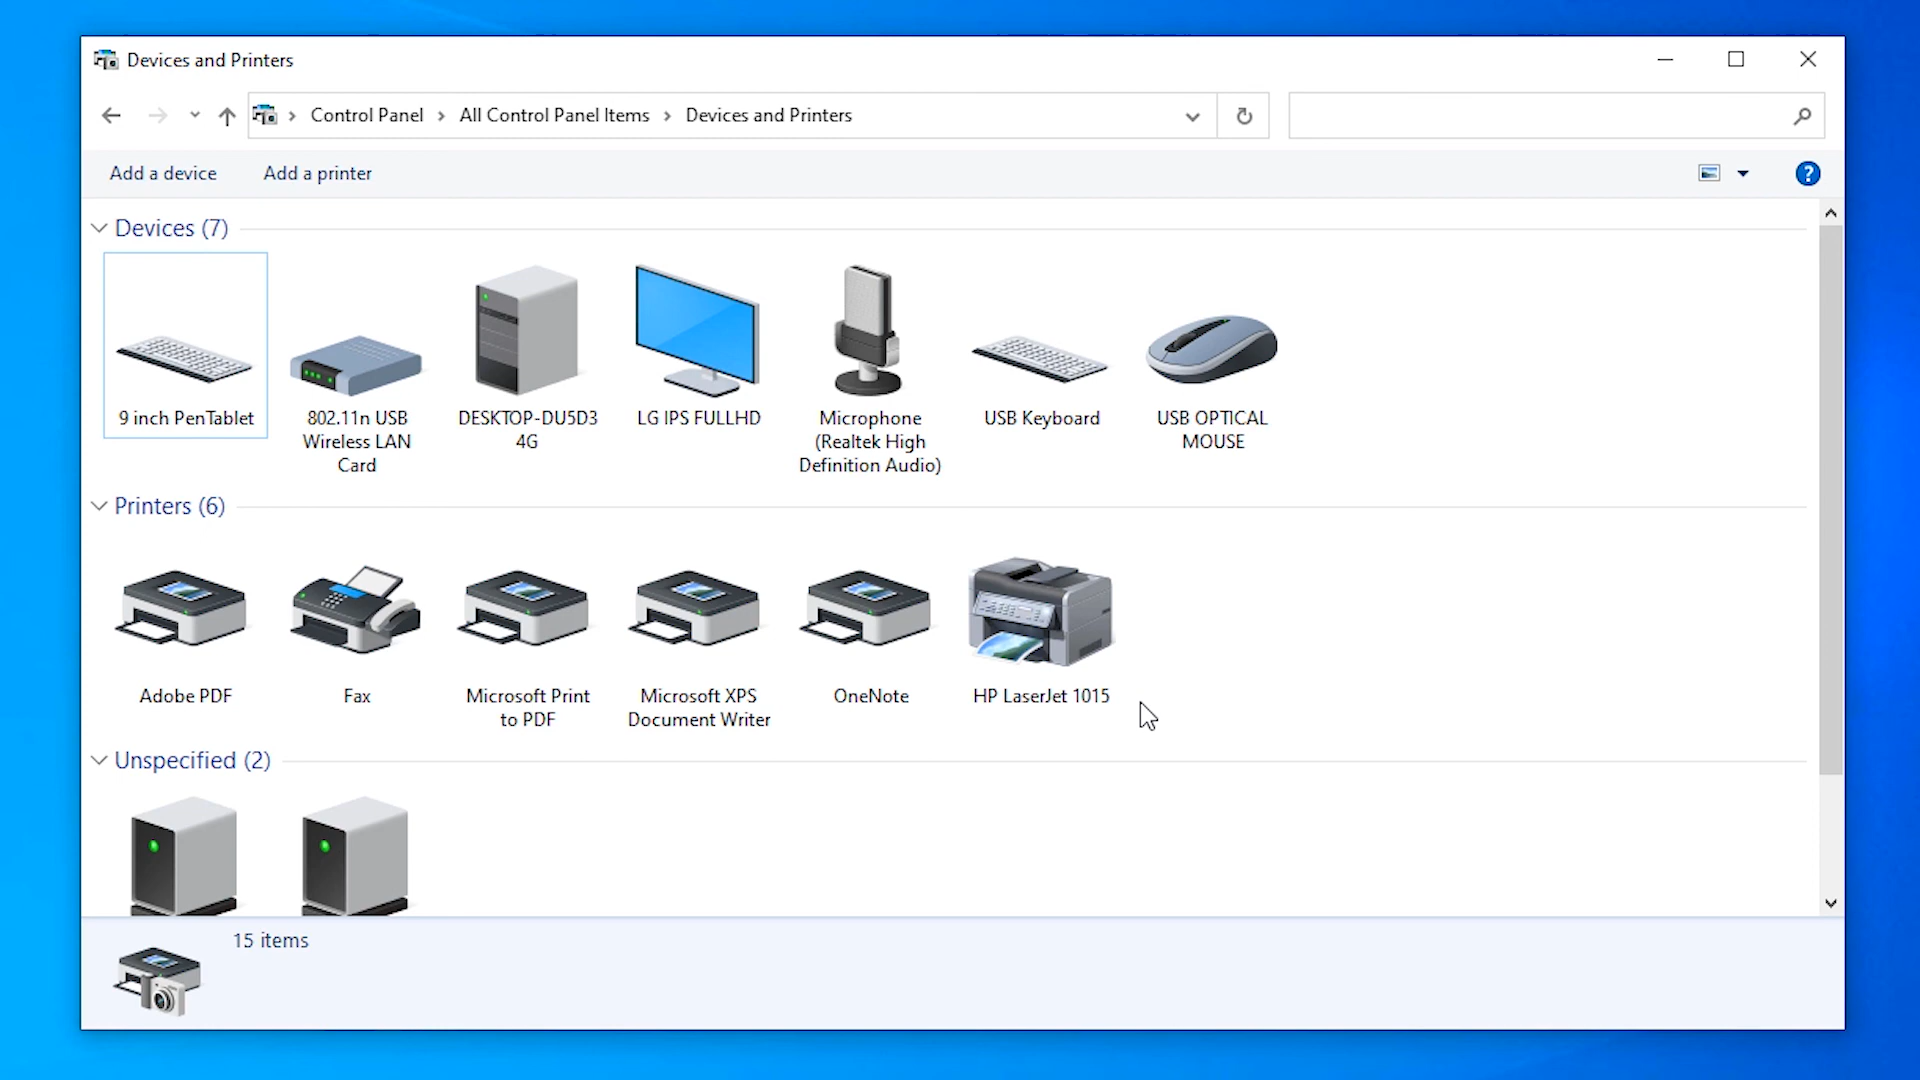 Devices and Printers
Control Panel > All Control Panel Items > Devices and Printers
Add a device
Add a printer
?
Devices (7)
9 inch PenTablet
802.11n USB
Wireless LAN
Card
DESKTOP-DU5D3
4G
LG IPS FULLHD
Microphone
(Realtek High
Definition Audio)
USB Keyboard
USB OPTICAL
MOUSE
Printers (6)
Adobe PDF
Fax
Microsoft Print
to PDF
Microsoft XPS
Document Writer
OneNote
HP LaserJet 1015
Unspecified (2)
15 items